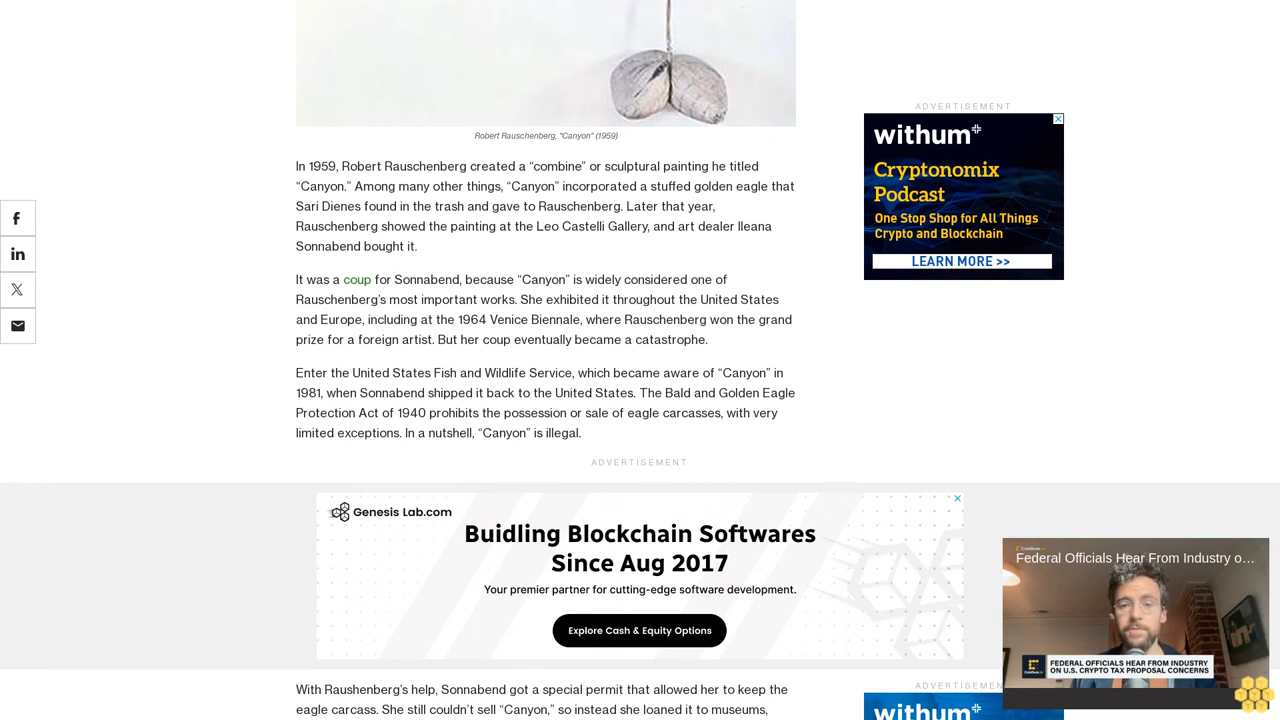 Robert Rauschenberg, "Canyon" (1959)
In 1959, Robert Rauschenberg created a “combine” or sculptural painting he titled
“Canyon.” Among many other things, “Canyon” incorporated a stuffed golden eagle that
Sari Dienes found in the trash and gave to Rauschenberg. Later that year,
Rauschenberg showed the painting at the Leo Castelli Gallery, and art dealer Ileana
Sonnabend bought it.
It was a coup for Sonnabend, because “Canyon” is widely considered one of
Rauschenberg’s most important works. She exhibited it throughout the United States
and Europe, including at the 1964 Venice Biennale, where Rauschenberg won the grand
prize for a foreign artist. But her coup eventually became a catastrophe.
Enter the United States Fish and Wildlife Service, which became aware of “Canyon” in
1981, when Sonnabend shipped it back to the United States. The Bald and Golden Eagle
Protection Act of 1940 prohibits the possession or sale of eagle carcasses, with very
limited exceptions. In a nutshell, “Canyon” is illegal.
ADVERTISEMENT
withum
Cryptonomix
Podcast
One Stop Shop for All Things
Crypto and Blockchain
LEARN MORE >>
ADVERTISEMENT
Genesis Lab.com
Buidling Blockchain Softwares
Since Aug 2017
Your premier partner for cutting-edge software development.
Explore Cash & Equity Options
CoinDesk
Federal Officials Hear From Industry o…
FEDERAL OFFICIALS HEAR FROM INDUSTRY
ON U.S. CRYPTO TAX PROPOSAL CONCERNS
With Raushenberg’s help, Sonnabend got a special permit that allowed her to keep the
eagle carcass. She still couldn’t sell “Canyon,” so instead she loaned it to museums,
ADVERTISEMEN
withum